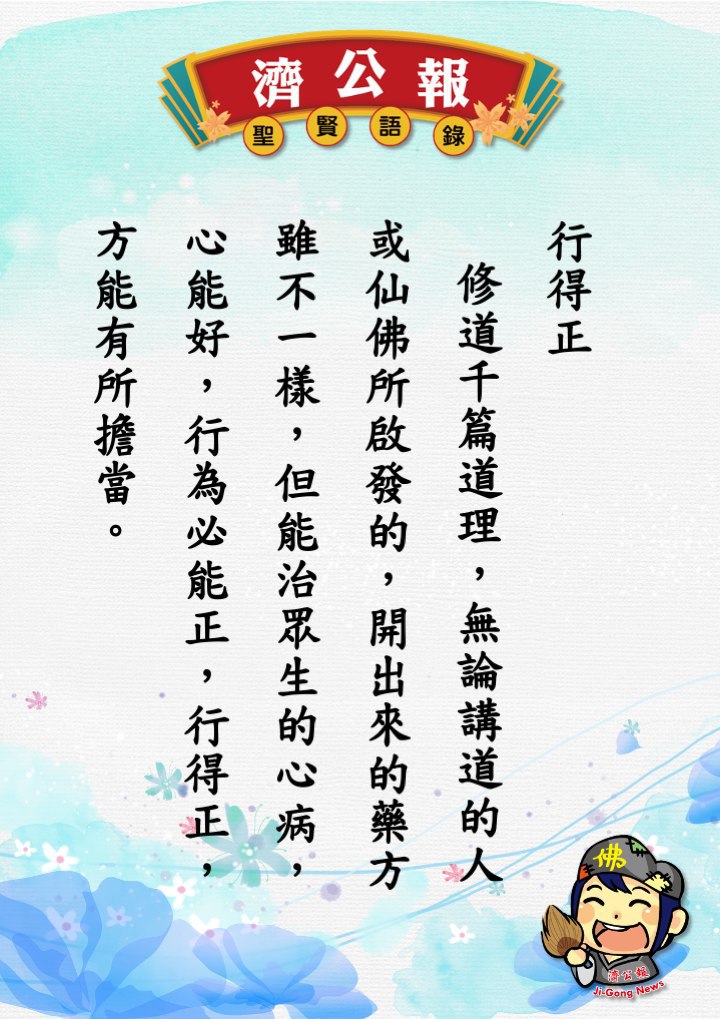 濟公報
聖賢語錄
行得正
修道千篇道理，無論講道的人
或仙佛所啟發的，開出來的藥方
雖不一樣，但能治眾生的心病，
心能好，行為必能正，行得正，
方能有所擔當。
佛
濟公報
Ji-Gong News